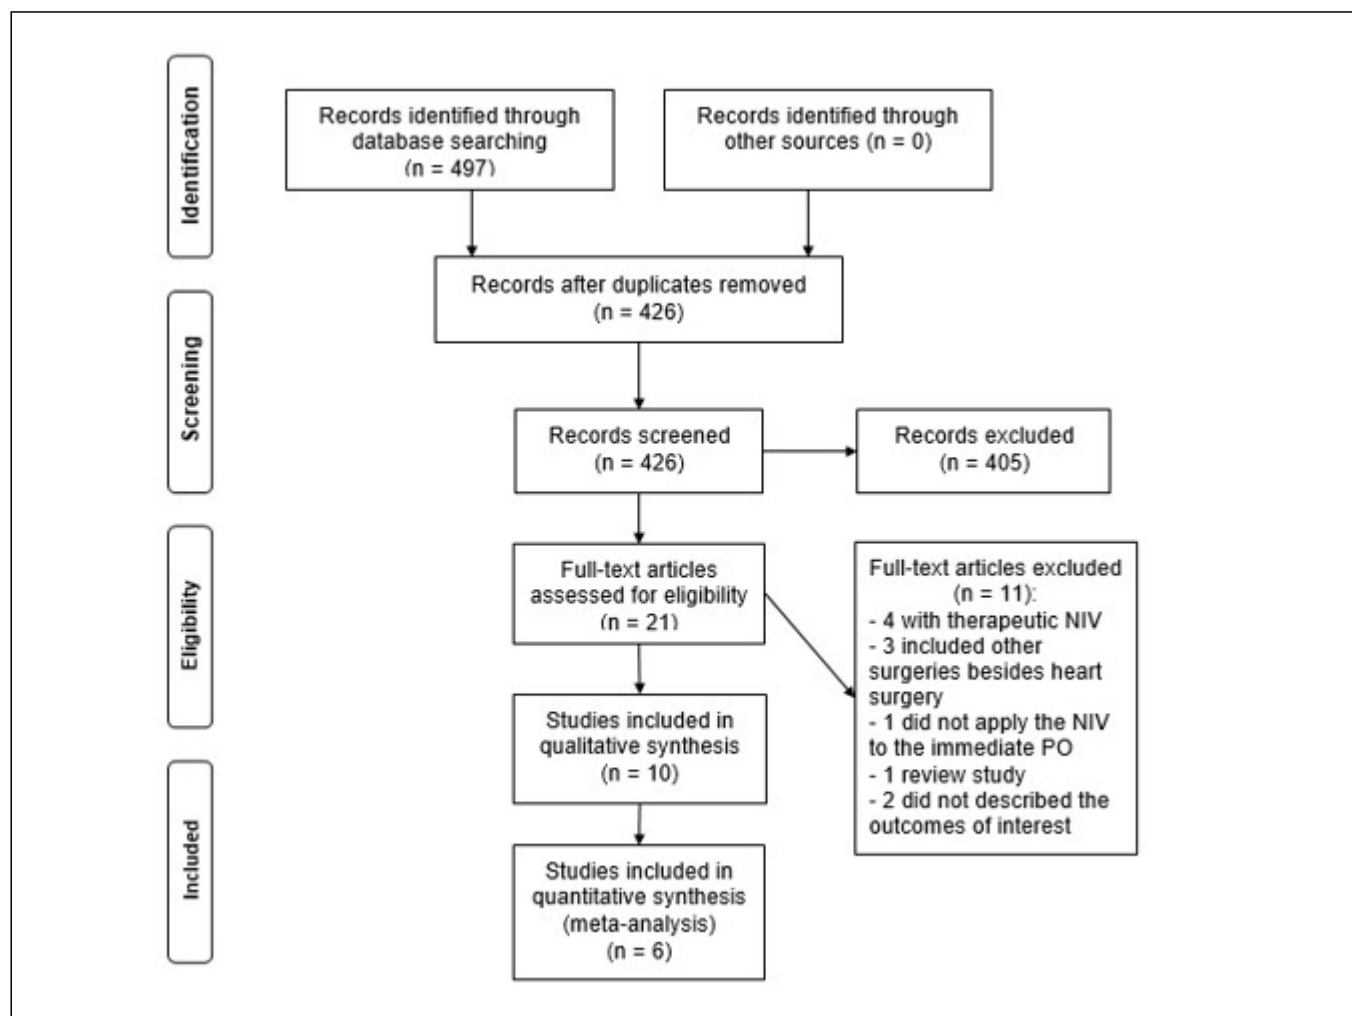 Identification
Records identified through
database searching
(n = 497)
Records identified through
other sources (n = 0)
Records after duplicates removed
(n = 426)
Screening
Records screened
(n = 426)
Records excluded
(n = 405)
Eligibility
Full-text articles
assessed for eligibility
(n = 21)
Full-text articles excluded
(n = 11):
- 4 with therapeutic NIV
- 3 included other
surgeries besides heart
surgery
- 1 did not apply the NIV
to the immediate PO
- 1 review study
- 2 did not described the
outcomes of interest
Studies included in
qualitative synthesis
(n = 10)
Included
Studies included in
quantitative synthesis
(meta-analysis)
(n = 6)